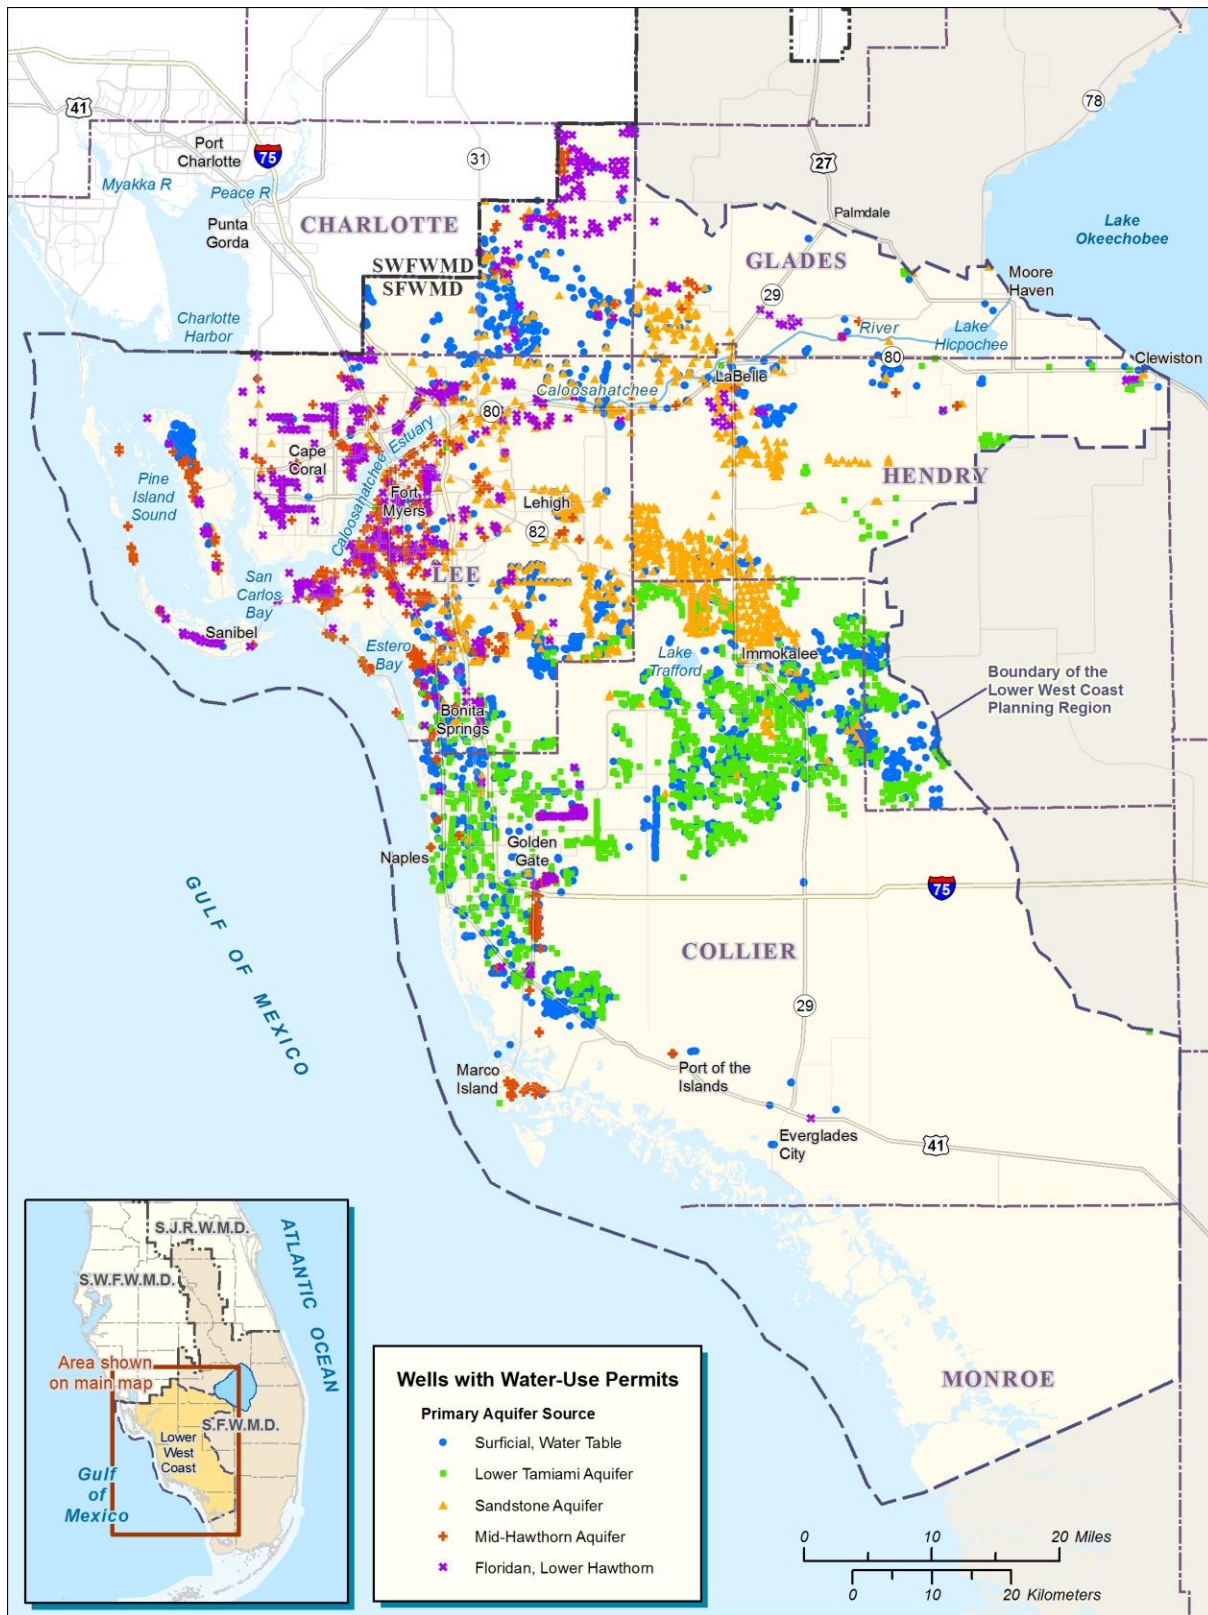 41
Port
Charlotte
75
31
78
27
Myakka R
Peace R
Punta
Gorda
CHARLOTTE
Palmdale
Lake
Okeechobee
SWFWMD
SFWMD
GLADES
Moore
Haven
29
Charlotte
Harbor
River
Lake
Hicpochee
80
Clewiston
LaBelle
Caloosahatchee
80
Cape
Coral
Caloosahatchee Estuary
Pine
Island
Sound
Fort
Myers
Lehigh
82
HENDRY
LEE
San
Carlos
Bay
Sanibel
Estero
Bay
Lake
Trafford
Immokalee
Boundary of the
Lower West Coast
Planning Region
Bonita
Springs
Golden
Gate
Naples
75
GULF OF MEXICO
COLLIER
29
Marco
Island
Port of the
Islands
Everglades
City
41
MONROE
S.J.R.W.M.D.
S.W.F.W.M.D.
ATLANTIC OCEAN
Area shown
on main map
S.F.W.M.D.
Lower
West
Coast
Gulf
of
Mexico
Wells with Water-Use Permits
Primary Aquifer Source
Surficial, Water Table
Lower Tamiami Aquifer
Sandstone Aquifer
Mid-Hawthorn Aquifer
Floridan, Lower Hawthorn
0 10 20 Miles
0 10 20 Kilometers